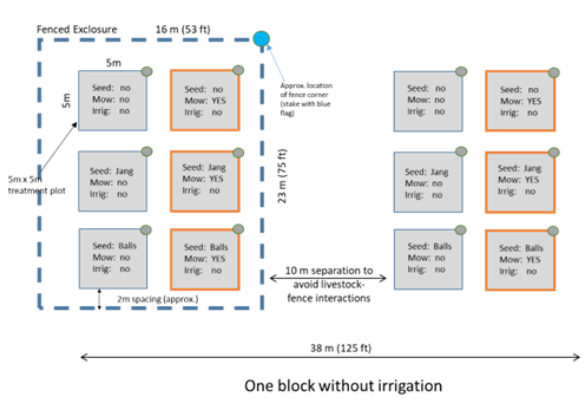 Fenced Exclosure
16 m (53 ft)
5m
5m
Seed: no
Mow: no
Irrig: no
Seed: no
Mow: YES
Irrig: no
Approx. location
of fence corner
(stake with blue
flag)
Seed: no
Mow: no
Irrig: no
Seed: no
Mow: YES
Irrig: no
5m x 5m
treatment plot
Seed: Jang
Mow: no
Irrig: no
Seed: Jang
Mow: YES
Irrig: no
23 m (75 ft)
Seed: Jang
Mow: no
Irrig: no
Seed: Jang
Mow: YES
Irrig: no
Seed: Balls
Mow: no
Irrig: no
Seed: Balls
Mow: YES
Irrig: no
Seed: Balls
Mow: no
Irrig: no
Seed: Balls
Mow: YES
Irrig: no
10 m separation to
avoid livestock-
fence interactions
2m spacing (approx.)
38 m (125 ft)
One block without irrigation